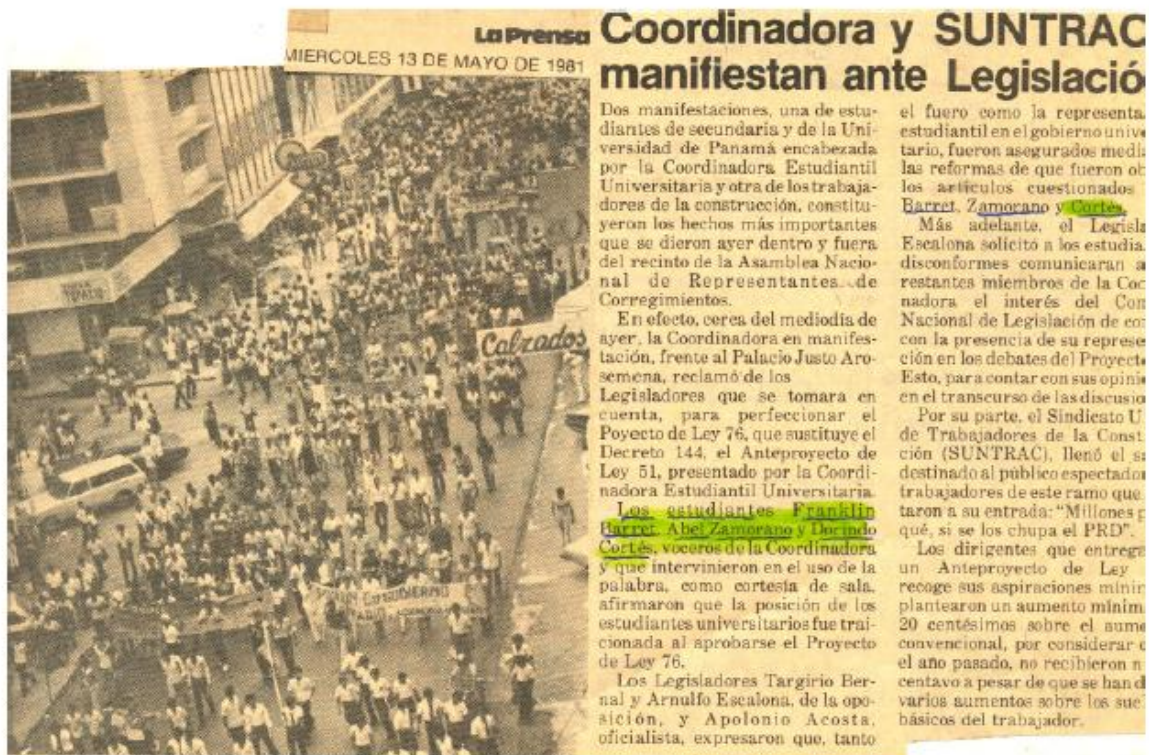 La Prensa
MIERCOLES 13 DE MAYO DE 1981
Coordinadora y SUNTRAC
manifiestan ante Legislació
Dos manifestaciones, una de estu-
diantes de secundaria y de la Uni-
versidad de Panamá encabezada
por la Coordinadora Estudiantil
Universitaria y otra de los trabaja-
dores de la construcción, constitu-
yeron los hechos más importantes
que se dieron ayer dentro y fuera
del recinto de la Asamblea Nacio-
nal de Representantes de
Corregimientos.
En efecto, cerca del mediodía de
ayer, la Coordinadora en manifes-
tación, frente al Palacio Justo Aro-
semena, reclamó de los
Legisladores que se tomara en
cuenta, para perfeccionar el
Poyecto de Ley 76, que sustituye el
Decreto 144, el Anteproyecto de
Ley 51, presentado por la Coordi-
nadora Estudiantil Universitaria
Los estudiantes Franklin
Barret, Abel Zamorano y Dorindo
Cortés, voceros de la Coordinadora
y que intervinieron en el uso de la
palabra, como cortesía de sala,
afirmaron que la posición de los
estudiantes universitarios fue trai-
cionada al aprobarse el Proyecto
de Ley 76.
Los Legisladores Targirio Ber-
nal y Arnulfo Escalona, de la opo-
sición, y Apolonio Acosta,
oficialista, expresaron que, tanto
el fuero como la representa
estudiantil en el gobierno unive
tario, fueron asegurados media
las reformas de que fueron ob
los artículos cuestionados
Barret, Zamorano y Cortés.
Más adelante, el Legisla
Escalona solicitó a los estudia
disconformes comunicaran a
restantes miembros de la Coo
nadora el interés del Con
Nacional de Legislación de co
con la presencia de su represe
ción en los debates del Proyect
Esto, para contar con sus opini
en el transcurso de las discusio
Por su parte, el Sindicato U
de Trabajadores de la Const
ción (SUNTRAC), llenó el sa
destinado al público espectador
trabajadores de este ramo que
taron a su entrada: "Millones p
qué, si se los chupa el PRD".
Los dirigentes que entrega
un Anteproyecto de Ley
recoge sus aspiraciones mínim
plantearon un aumento mínim
20 centésimos sobre el aume
convencional, por considerar q
el año pasado, no recibieron n
centavo a pesar de que se han d
varios aumentos sobre los sue
básicos del trabajador.
Calzados